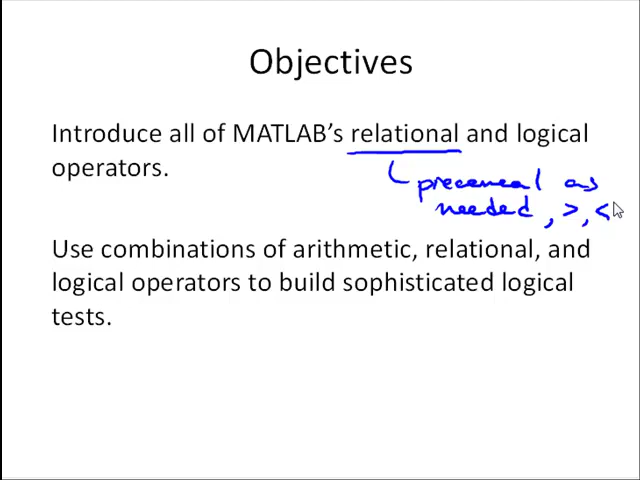 Objectives
Introduce all of MATLAB's relational and logical
operators.
as
needed, >, <
Use combinations of arithmetic, relational, and
logical operators to build sophisticated logical
tests.